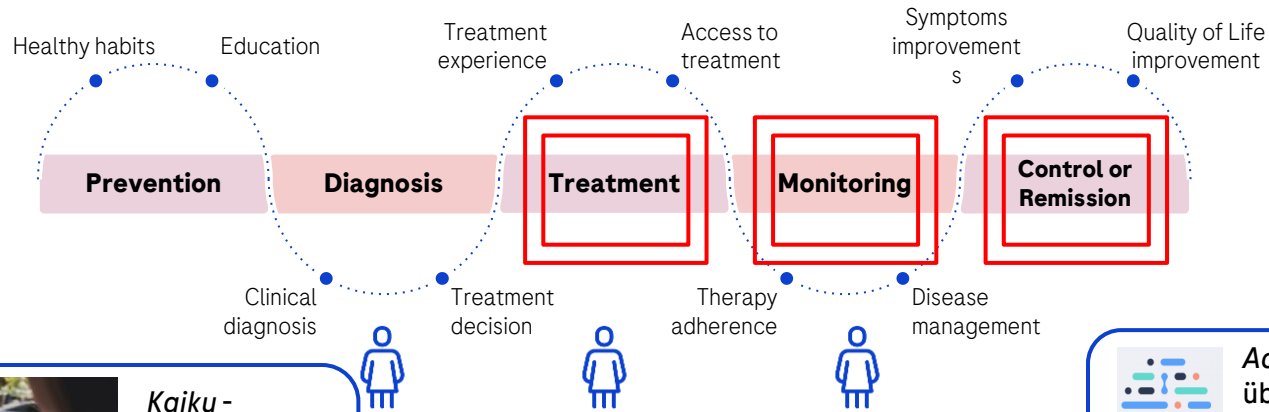 Healthy habits
Education
Treatment
experience
Access to
treatment
Symptoms
improvement
s
Quality of Life
improvement
Prevention
Diagnosis
Treatment
Monitoring
Control or
Remission
Clinical
diagnosis
Treatment
decision
Therapy
adherence
Disease
management
Kaiku -
üb